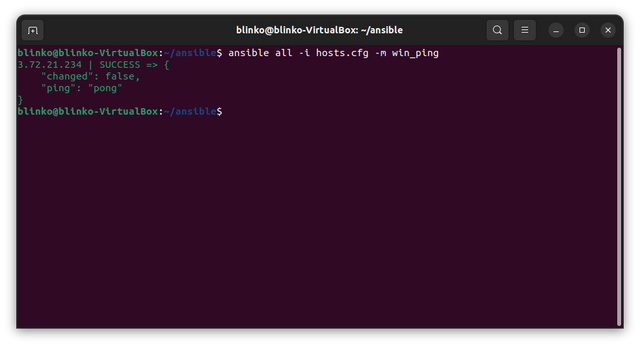 blinko@blinko-VirtualBox: ~/ansible
blinko@blinko-VirtualBox:~/ansible$ ansible all -i hosts.cfg -m win_ping
3.72.21.234 | SUCCESS => {
    "changed": false,
    "ping": "pong"
}
blinko@blinko-VirtualBox:~/ansible$